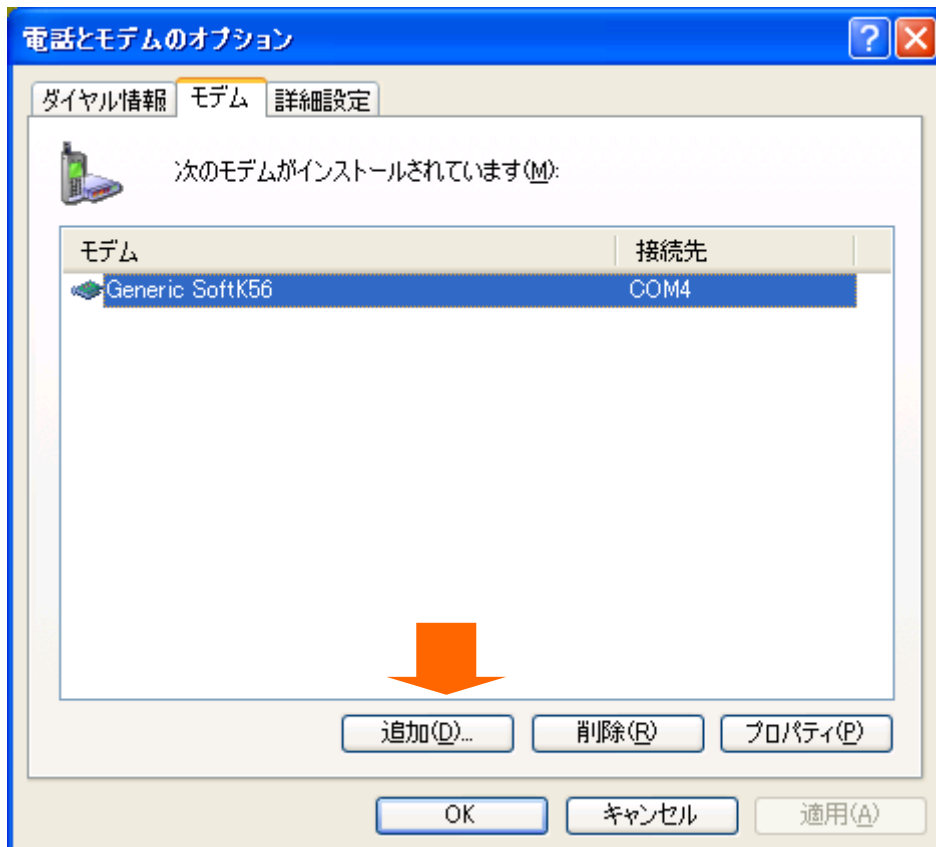 電話とモデムのオプション
ダイヤル情報 モデム 詳細設定
次のモデムがインストールされています(M):
モデム 接続先
Generic SoftK56 COM4
追加(D)... 削除(R) プロパティ(P)
OK キャンセル 適用(A)